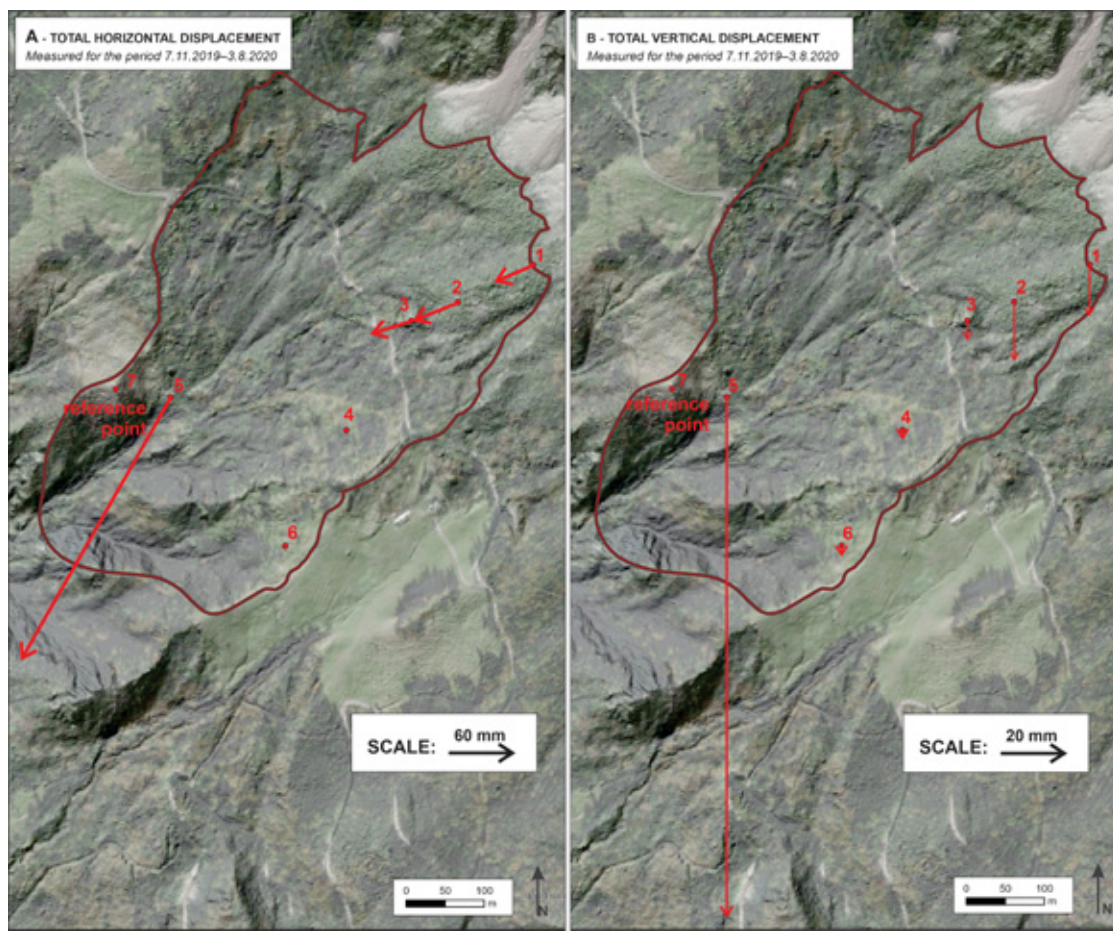 A - TOTAL HORIZONTAL DISPLACEMENT
Measured for the period 7.11.2019–3.8.2020
1
2
3
7
5
reference
point
4
6
60 mm
SCALE:
0 50 100
m
N
B - TOTAL VERTICAL DISPLACEMENT
Measured for the period 7.11.2019–3.8.2020
1
2
3
7
5
reference
point
4
6
20 mm
SCALE:
0 50 100
m
N